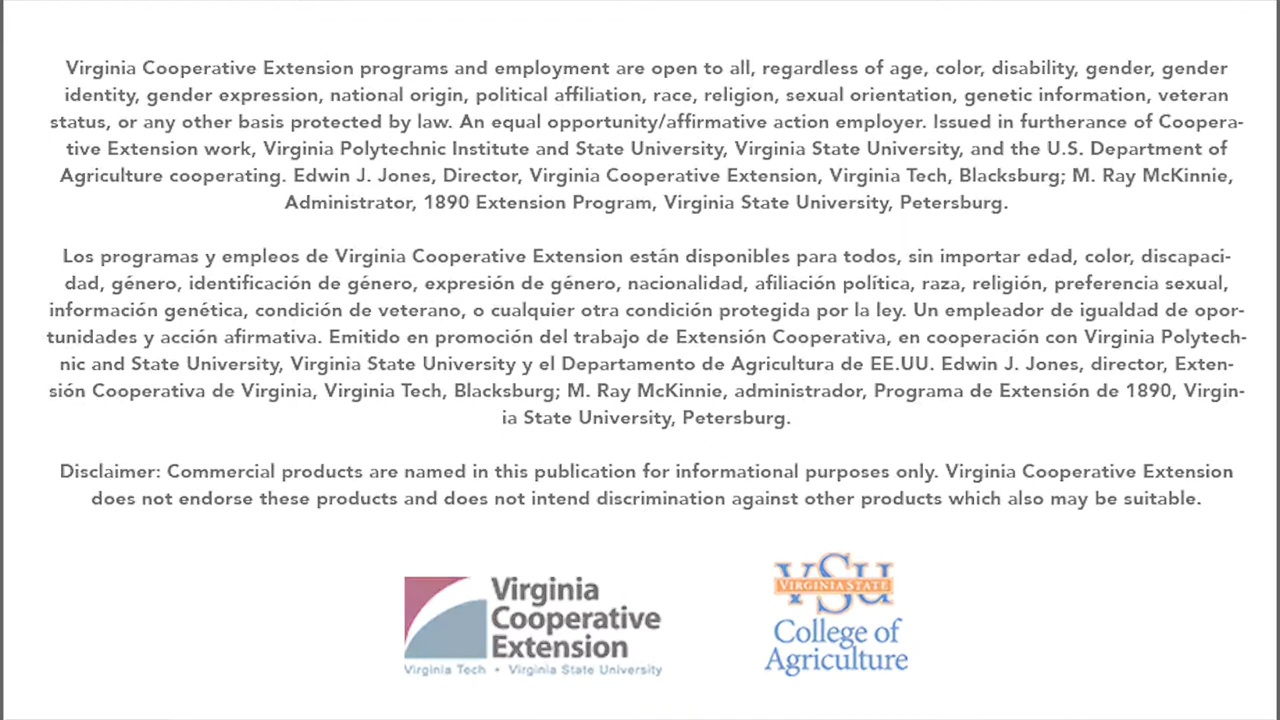 Virginia Cooperative Extension programs and employment are open to all, regardless of age, color, disability, gender, gender
identity, gender expression, national origin, political affiliation, race, religion, sexual orientation, genetic information, veteran
status, or any other basis protected by law. An equal opportunity/affirmative action employer. Issued in furtherance of Coopera-
tive Extension work, Virginia Polytechnic Institute and State University, Virginia State University, and the U.S. Department of
Agriculture cooperating. Edwin J. Jones, Director, Virginia Cooperative Extension, Virginia Tech, Blacksburg; M. Ray McKinnie,
Administrator, 1890 Extension Program, Virginia State University, Petersburg.
Los programas y empleos de Virginia Cooperative Extension están disponibles para todos, sin importar edad, color, discapaci-
dad, género, identificación de género, expresión de género, nacionalidad, afiliación política, raza, religión, preferencia sexual,
información genética, condición de veterano, o cualquier otra condición protegida por la ley. Un empleador de igualdad de opor-
tunidades y acción afirmativa. Emitido en promoción del trabajo de Extensión Cooperativa, en cooperación con Virginia Polytech-
nic and State University, Virginia State University y el Departamento de Agricultura de EE.UU. Edwin J. Jones, director, Exten-
sión Cooperativa de Virginia, Virginia Tech, Blacksburg; M. Ray McKinnie, administrador, Programa de Extensión de 1890, Virgin-
ia State University, Petersburg.
Disclaimer: Commercial products are named in this publication for informational purposes only. Virginia Cooperative Extension
does not endorse these products and does not intend discrimination against other products which also may be suitable.
Virginia
Cooperative
Extension
Virginia Tech • Virginia State University
VSU
VIRGINIA STATE
College of
Agriculture